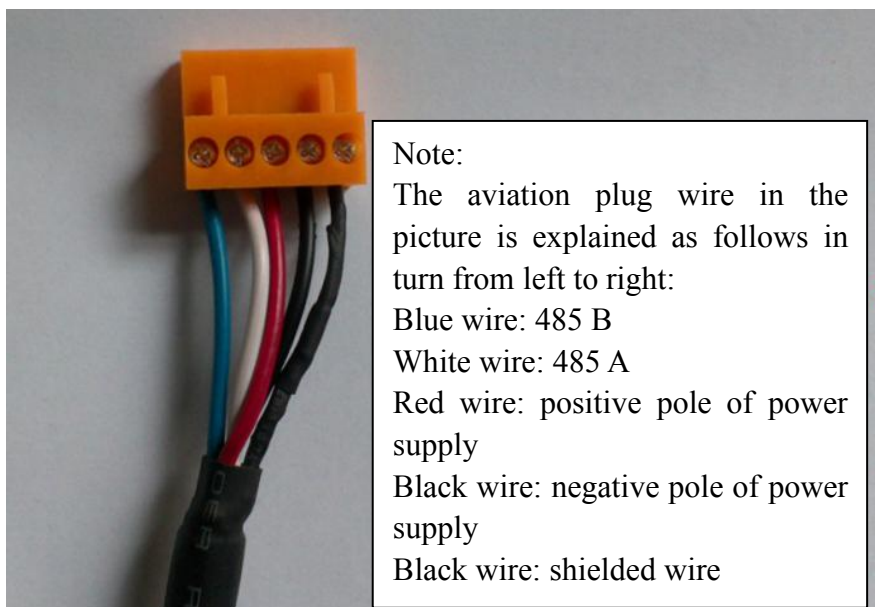 Note:
The aviation plug wire in the
picture is explained as follows in
turn from left to right:
Blue wire: 485 B
White wire: 485 A
Red wire: positive pole of power
supply
Black wire: negative pole of power
supply
Black wire: shielded wire